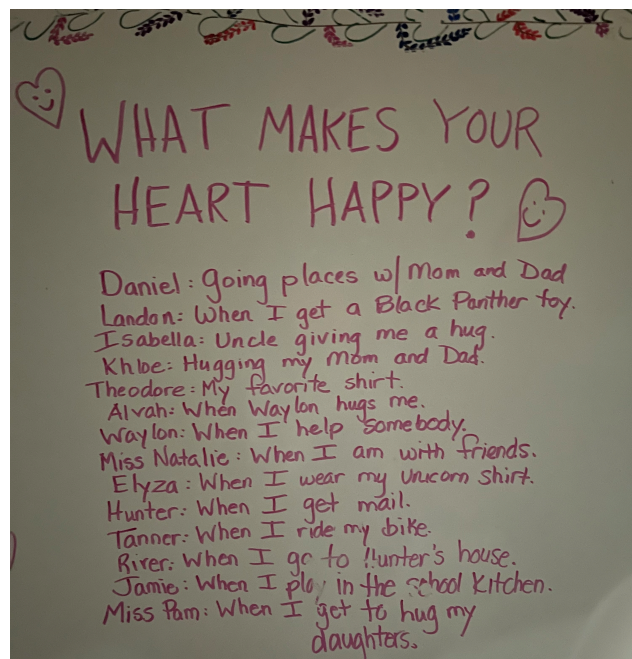 WHAT MAKES YOUR
HEART HAPPY?
Daniel: Going places w/ Mom and Dad
Landon: When I get a Black Panther toy.
Isabella: Uncle giving me a hug.
Khloe: Hugging my Mom and Dad.
Theodore: My favorite shirt.
Alvah: When Waylon hugs me.
Waylon: When I help somebody.
Miss Natalie: When I am with friends.
Elyza: When I wear my Unicorn shirt.
Hunter: When I get mail.
Tanner: When I ride my bike.
River: When I go to Hunter's house.
Jamie: When I play in the school Kitchen.
Miss Pam: When I get to hug my
daughters.